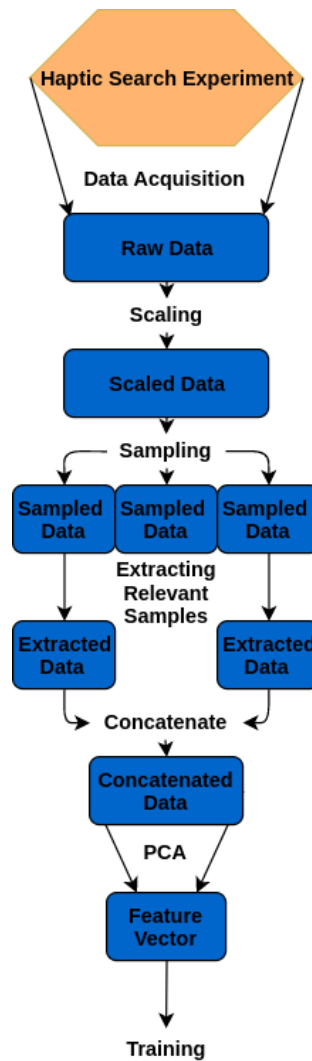 Haptic Search Experiment
Data Acquisition
Raw Data
Scaling
Scaled Data
Sampling
Sampled
Data
Sampled
Data
Sampled
Data
Extracting
Relevant
Samples
Extracted
Data
Extracted
Data
Concatenate
Concatenated
Data
PCA
Feature
Vector
Training